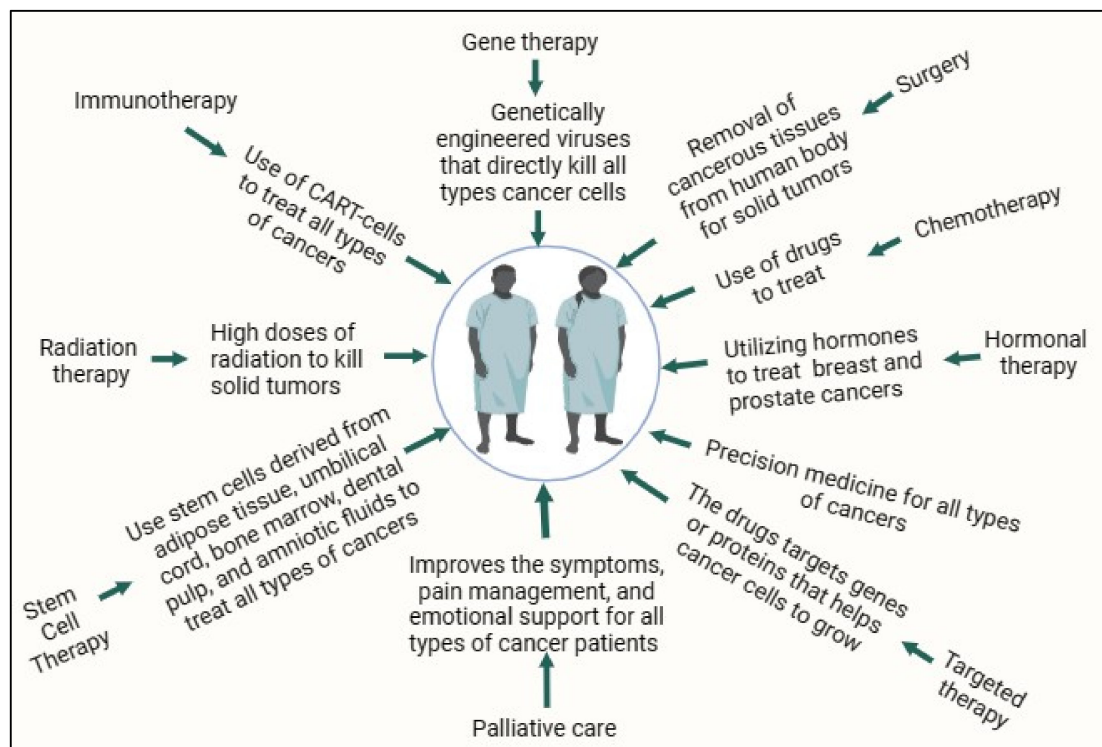 Gene therapy
Genetically
engineered viruses
that directly kill all
types cancer cells
Surgery
Removal of
cancerous tissues
from human body
for solid tumors
Chemotherapy
Use of drugs
to treat
Hormonal
therapy
Utilizing hormones
to treat breast and
prostate cancers
Precision medicine for all types
of cancers
Targeted
therapy
The drugs targets genes
or proteins that helps
cancer cells to grow
Palliative care
Improves the symptoms,
pain management, and
emotional support for all
types of cancer patients
Stem
Cell
Therapy
Use stem cells derived from
adipose tissue, umbilical
cord, bone marrow, dental
pulp, and amniotic fluids to
treat all types of cancers
Radiation
therapy
High doses of
radiation to kill
solid tumors
Immunotherapy
Use of CART-cells
to treat all types
of cancers